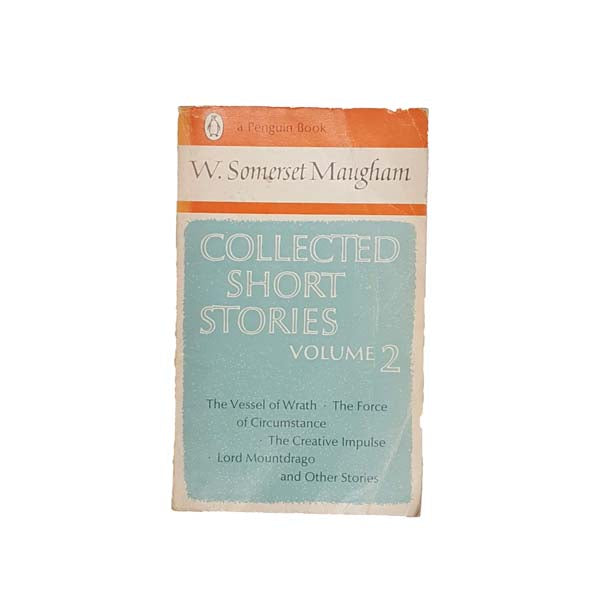 a Penguin Book
W. Somerset Maugham
COLLECTED
SHORT
STORIES
VOLUME 2
The Vessel of Wrath · The Force
of Circumstance
· The Creative Impulse
· Lord Mountdrago
and Other Stories